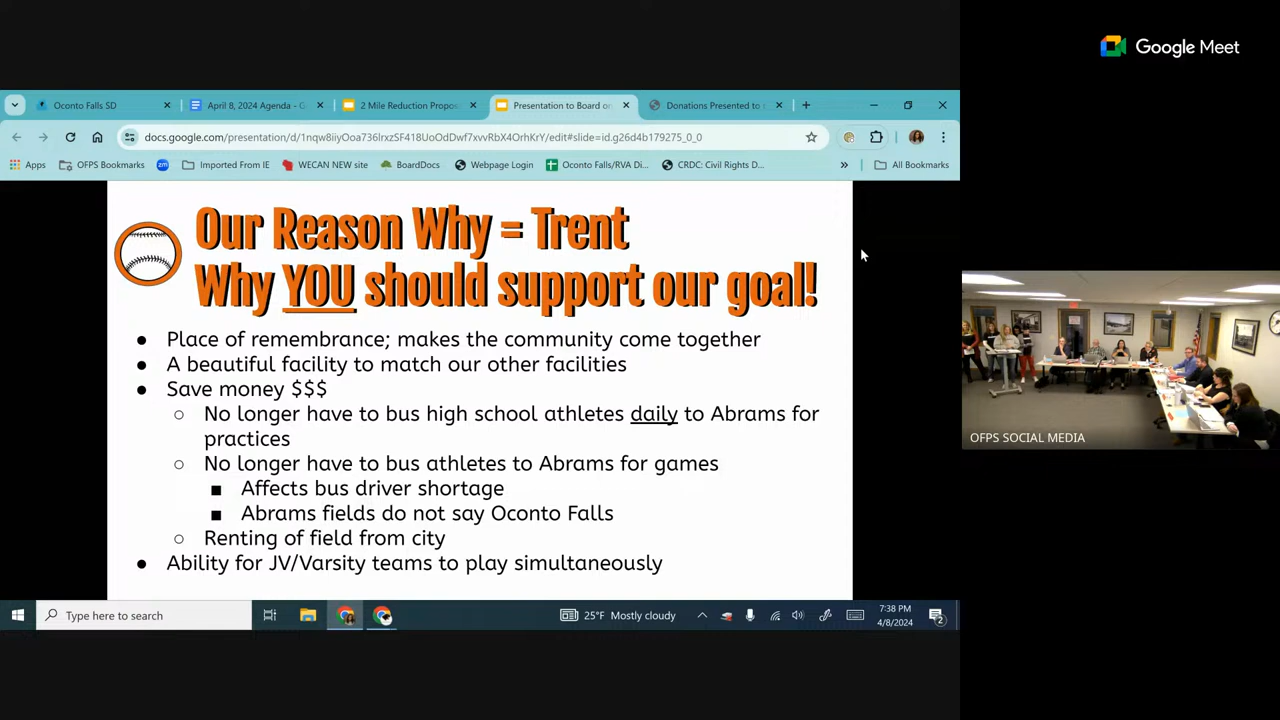 Google Meet
Oconto Falls SD
April 8, 2024 Agenda - G
2 Mile Reduction Propos
Presentation to Board on
Donations Presented to t
docs.google.com/presentation/d/1nqw8iiyOoa736lrxzSF418UoOdDwf7xvvRbX4OrhKrY/edit#slide=id.g26d4b179275_0_0
Apps
OFPS Bookmarks
Imported From IE
WECAN NEW site
BoardDocs
Webpage Login
Oconto Falls/RVA Di...
CRDC: Civil Rights D...
All Bookmarks
Our Reason Why = Trent
Why YOU should support our goal!
● Place of remembrance; makes the community come together
● A beautiful facility to match our other facilities
● Save money $$$
○ No longer have to bus high school athletes daily to Abrams for
practices
○ No longer have to bus athletes to Abrams for games
■ Affects bus driver shortage
■ Abrams fields do not say Oconto Falls
○ Renting of field from city
● Ability for JV/Varsity teams to play simultaneously
OFPS SOCIAL MEDIA
Type here to search
25°F Mostly cloudy
7:38 PM
4/8/2024
2